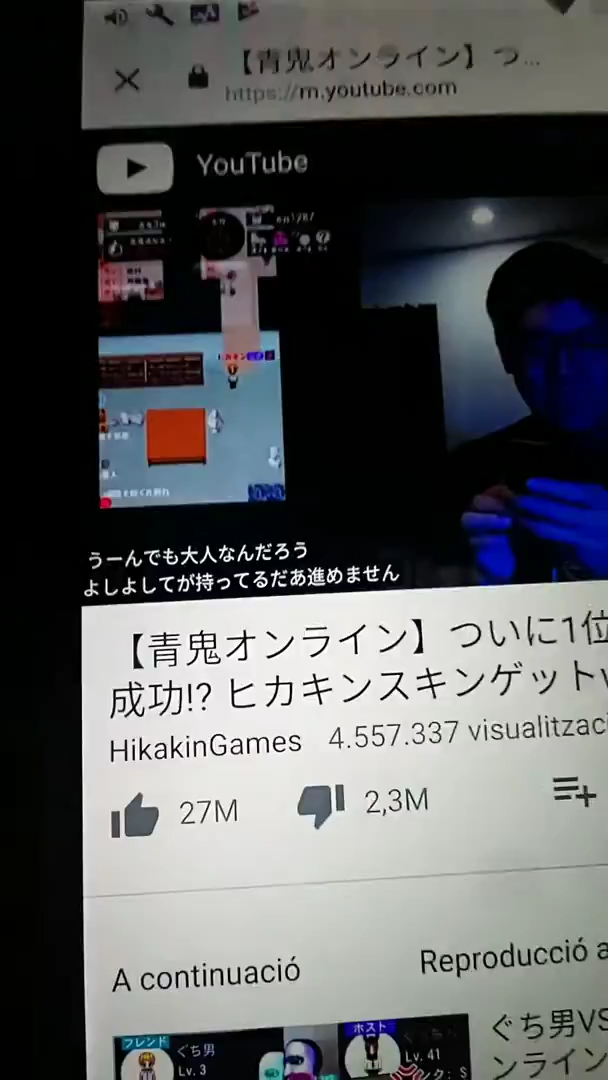 【青鬼オンライン】つ...
https://m.youtube.com
YouTube
うーんでも大人なんだろう
よしよしてが持ってるだあ進めません
【青鬼オンライン】ついに1位
成功!? ヒカキンスキンゲット
HikakinGames 4.557.337 visualitzaci
27M 2,3M
A continuació Reproducció a
フレンド
ぐち男
Lv. 3
ホスト
Lv. 41
ぐち男VS
ンライン